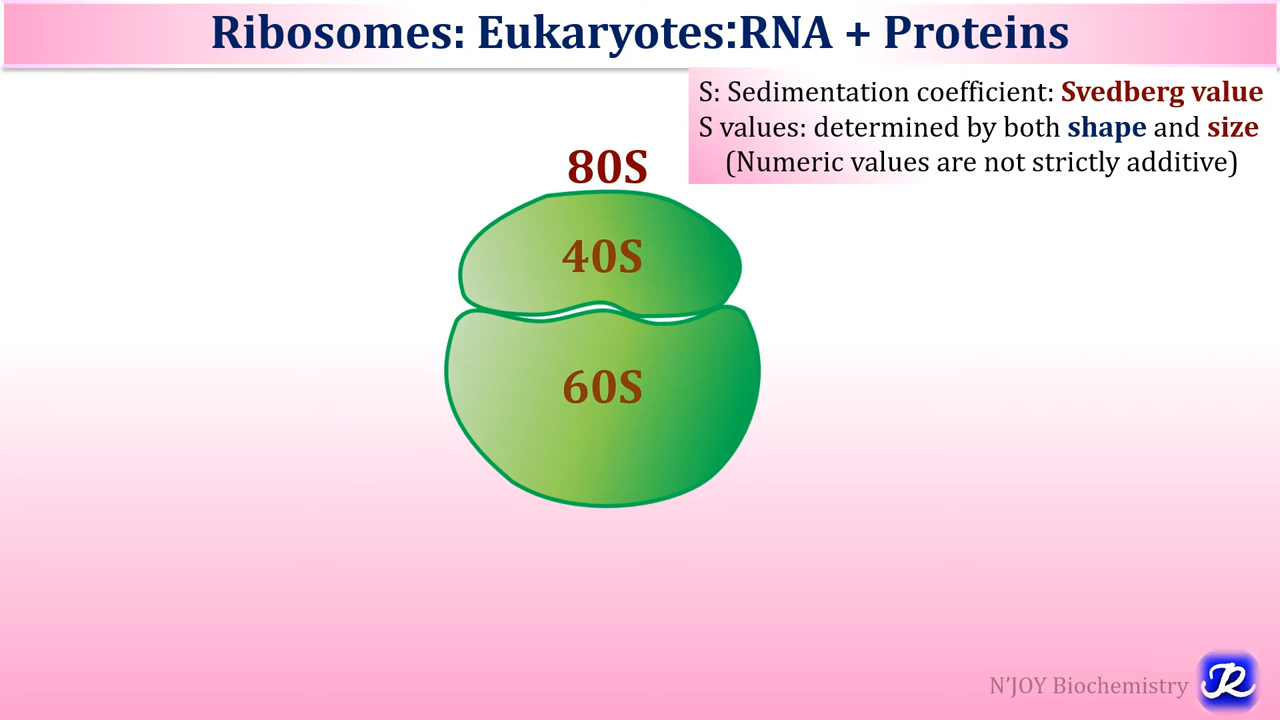 Ribosomes: Eukaryotes:RNA + Proteins
S: Sedimentation coefficient: Svedberg value
S values: determined by both shape and size
(Numeric values are not strictly additive)
80S
40S
60S
N'JOY Biochemistry